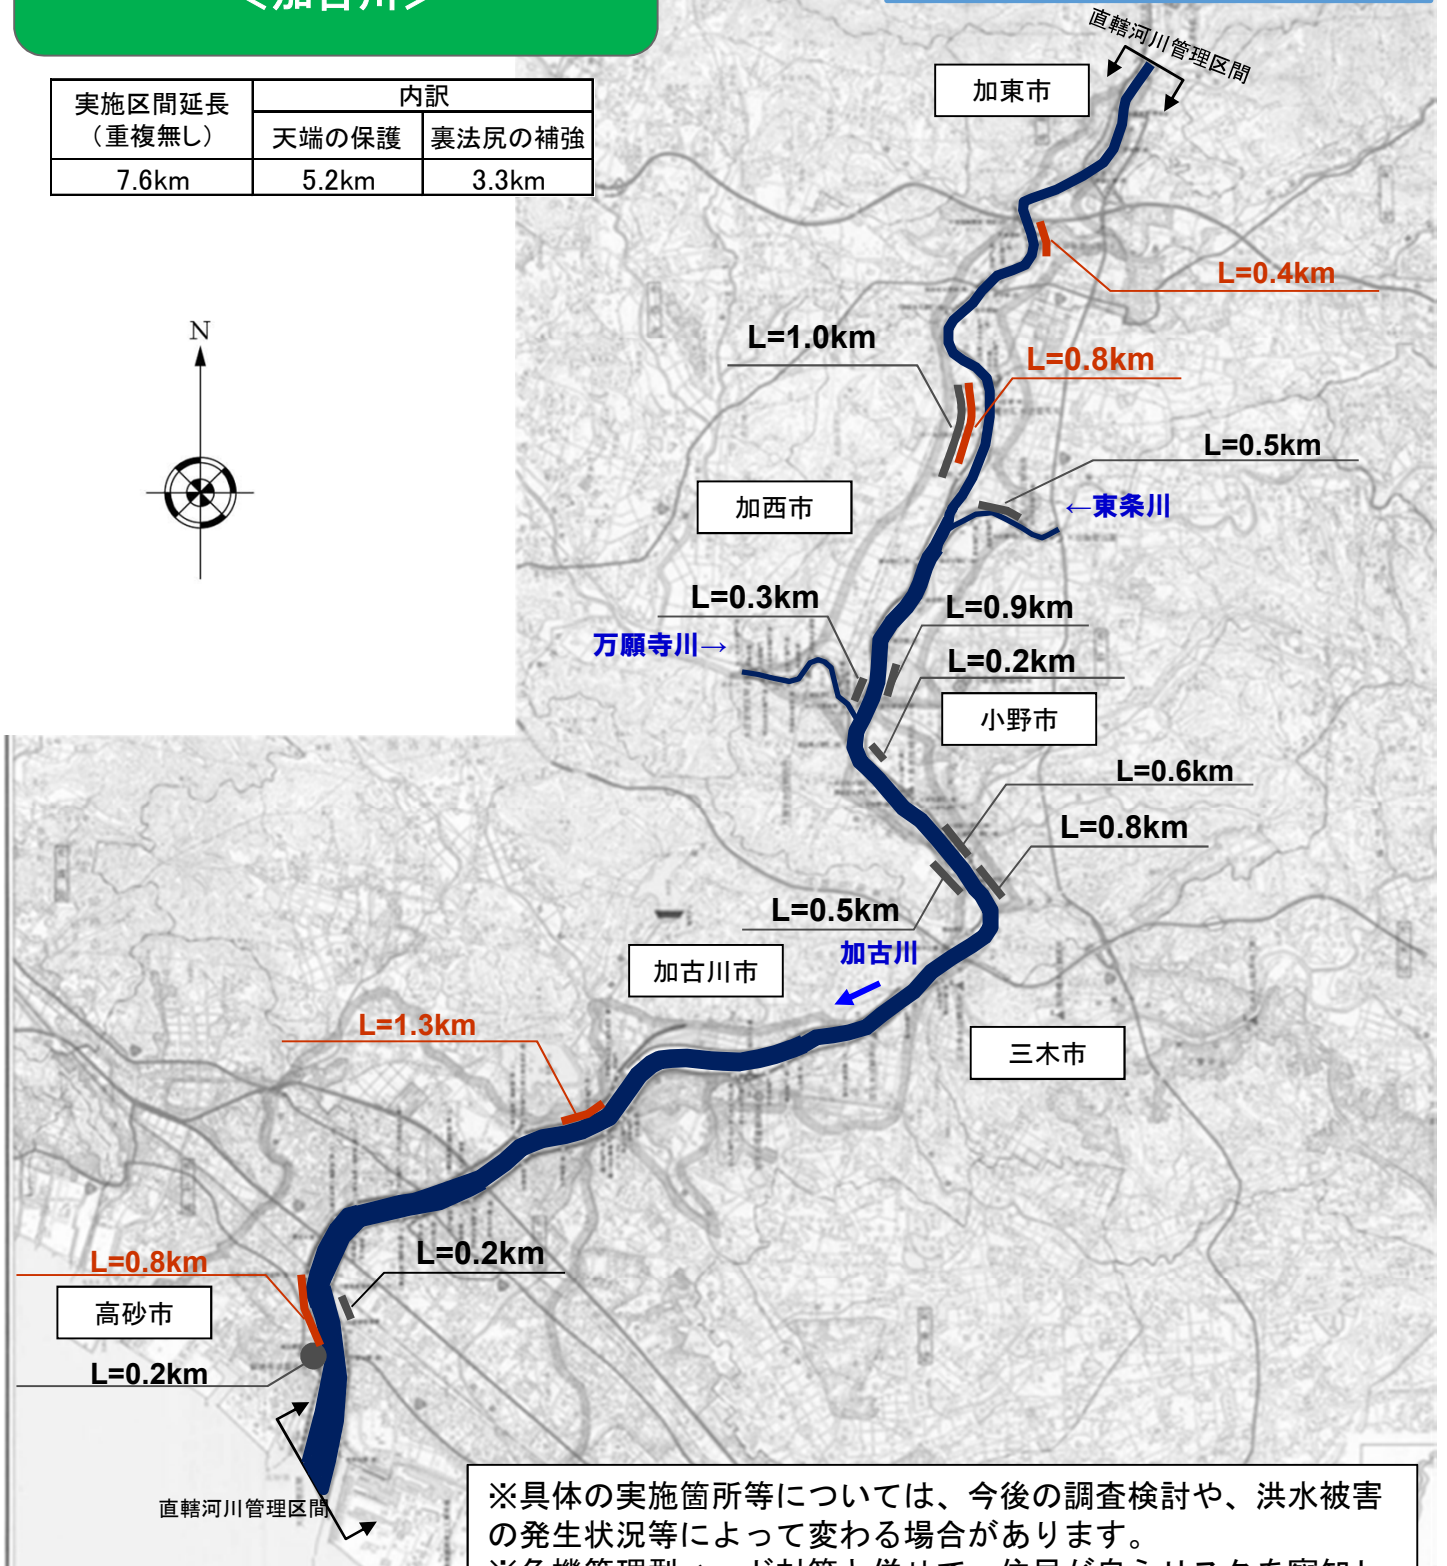 <加古川>
実施区間延長
（重複無し）
内訳
天端の保護
裏法尻の補強
7.6km
5.2km
3.3km
N
直轄河川管理区間
加東市
L=0.4km
L=1.0km
L=0.8km
L=0.5km
加西市
←東条川
L=0.3km
L=0.9km
万願寺川→
L=0.2km
小野市
L=0.6km
L=0.8km
L=0.5km
加古川市
加古川
L=1.3km
三木市
L=0.8km
L=0.2km
高砂市
L=0.2km
直轄河川管理区間
※具体の実施箇所等については、今後の調査検討や、洪水被害
の発生状況等によって変わる場合があります。